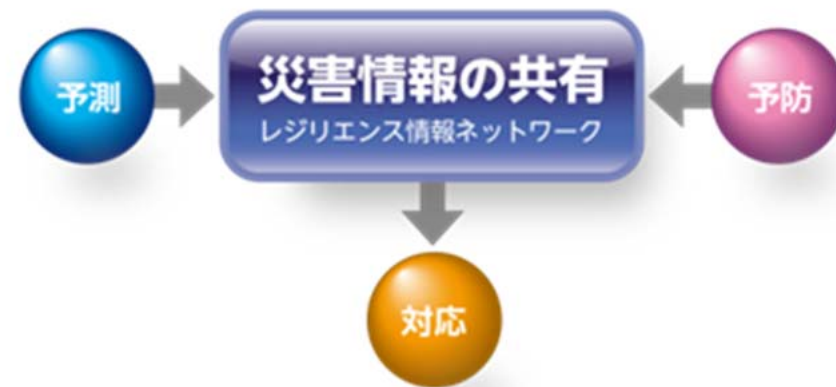 予測
災害情報の共有
レジリエンス情報ネットワーク
予防
対応